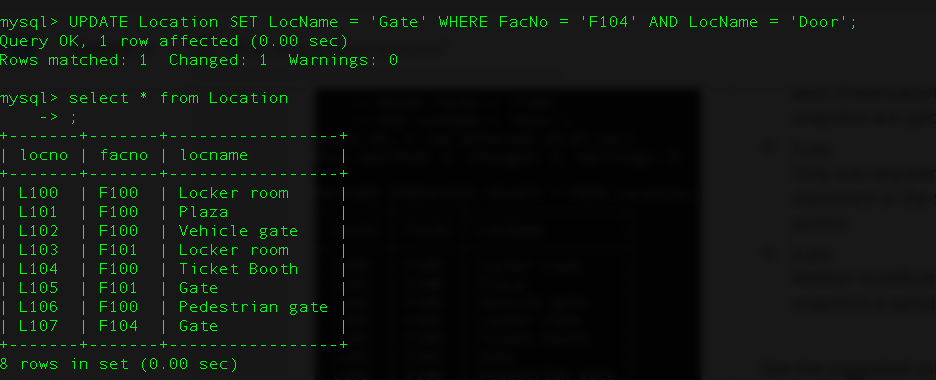 mysql> UPDATE Location SET LocName = 'Gate' WHERE FacNo = 'F104' AND LocName = 'Door';
Query OK, 1 row affected (0.00 sec)
Rows matched: 1  Changed: 1  Warnings: 0

mysql> select * from Location
    -> ;
+-------+-------+-----------------+
| locno | facno | locname         |
+-------+-------+-----------------+
| L100  | F100  | Locker room     |
| L101  | F100  | Plaza           |
| L102  | F100  | Vehicle gate    |
| L103  | F101  | Locker room     |
| L104  | F100  | Ticket Booth    |
| L105  | F101  | Gate            |
| L106  | F100  | Pedestrian gate |
| L107  | F104  | Gate            |
+-------+-------+-----------------+
8 rows in set (0.00 sec)